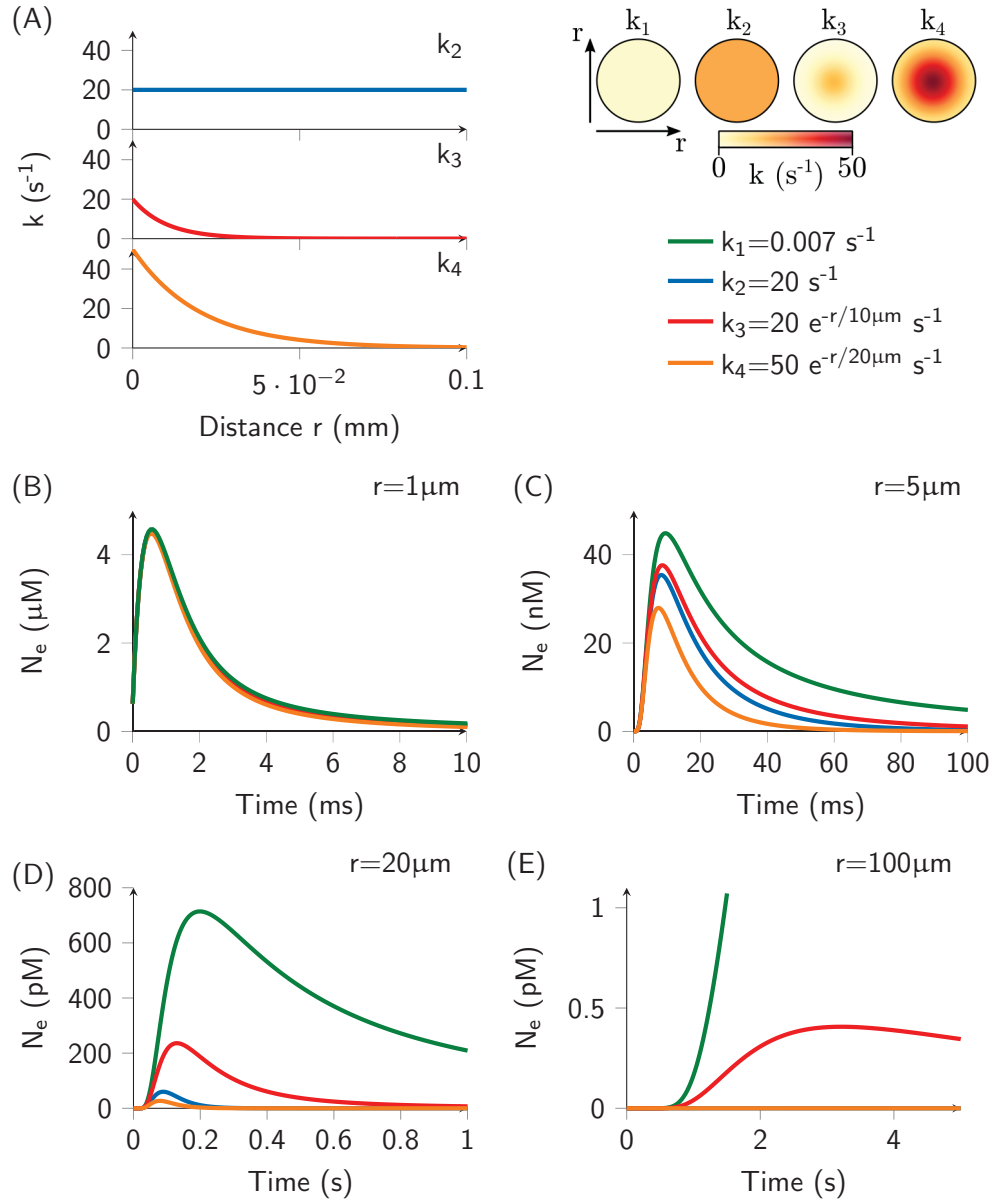 (A)
k2
40
20
0
k3
40
20
0
k4
40
20
0
k (s-1)
0
5 · 10−2
0.1
Distance r (mm)
k1 k2 k3 k4
r
r
0 50
k (s-1)
k1=0.007 s-1
k2=20 s-1
k3=20 e-r/10μm s-1
k4=50 e-r/20μm s-1
(B)
r=1μm
4
2
0
Ne (μM)
0 2 4 6 8 10
Time (ms)
(C)
r=5μm
40
20
0
Ne (nM)
0 20 40 60 80 100
Time (ms)
(D)
r=20μm
800
600
400
200
0
Ne (pM)
0 0.2 0.4 0.6 0.8 1
Time (s)
(E)
r=100μm
1
0.5
0
Ne (pM)
0 2 4
Time (s)